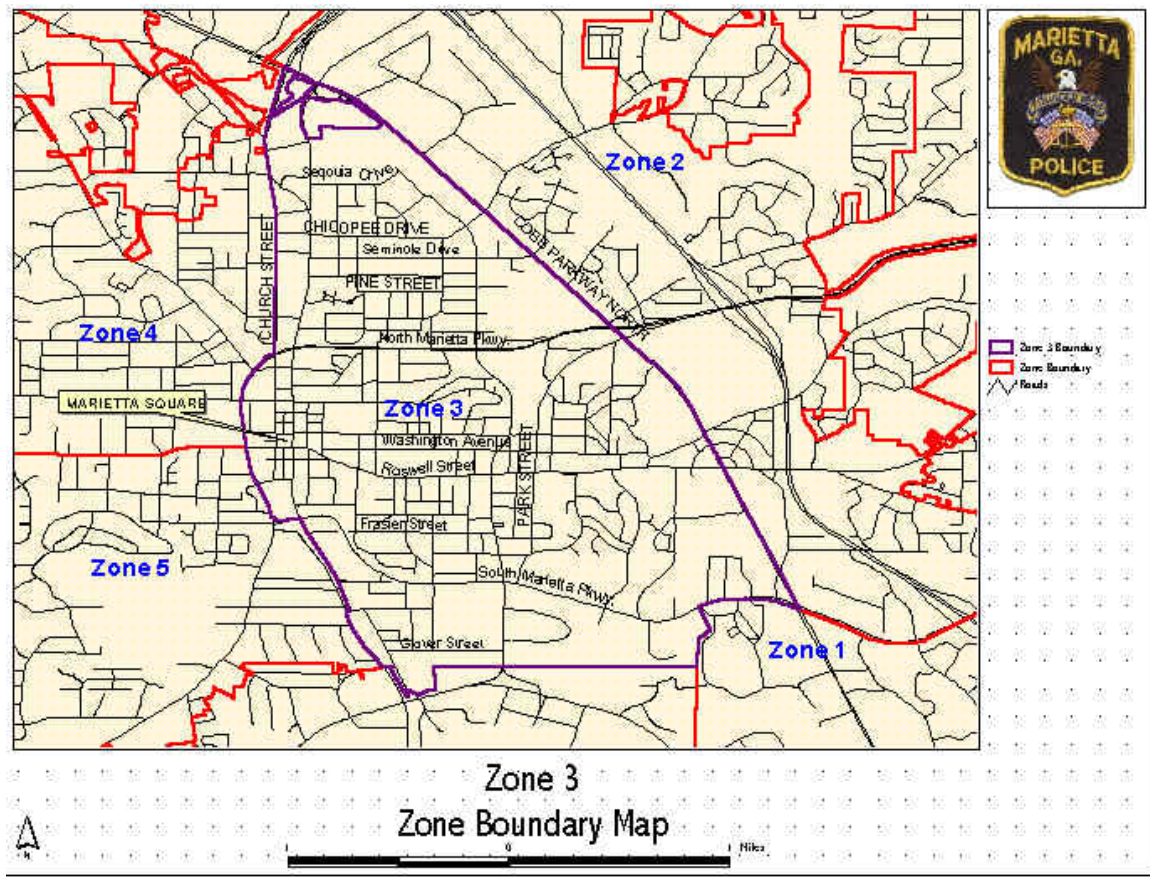 MARIETTA
GA.
POLICE
Zone 2
Sequoia Drive
CHICOPEE DRIVE
Seminole Drive
CHURCH STREET
COBB PARKWAY NORTH
PINE STREET
Zone 4
North Marietta Pkwy.
MARIETTA SQUARE
Zone 3
Washington Avenue
Roswell Street
PARK STREET
Frasier Street
Zone 5
South Marietta Pkwy.
Glover Street
Zone 1
Zone 3 Boundary
Zone Boundary
Roads
Zone 3
Zone Boundary Map
N
1 0 1 Miles